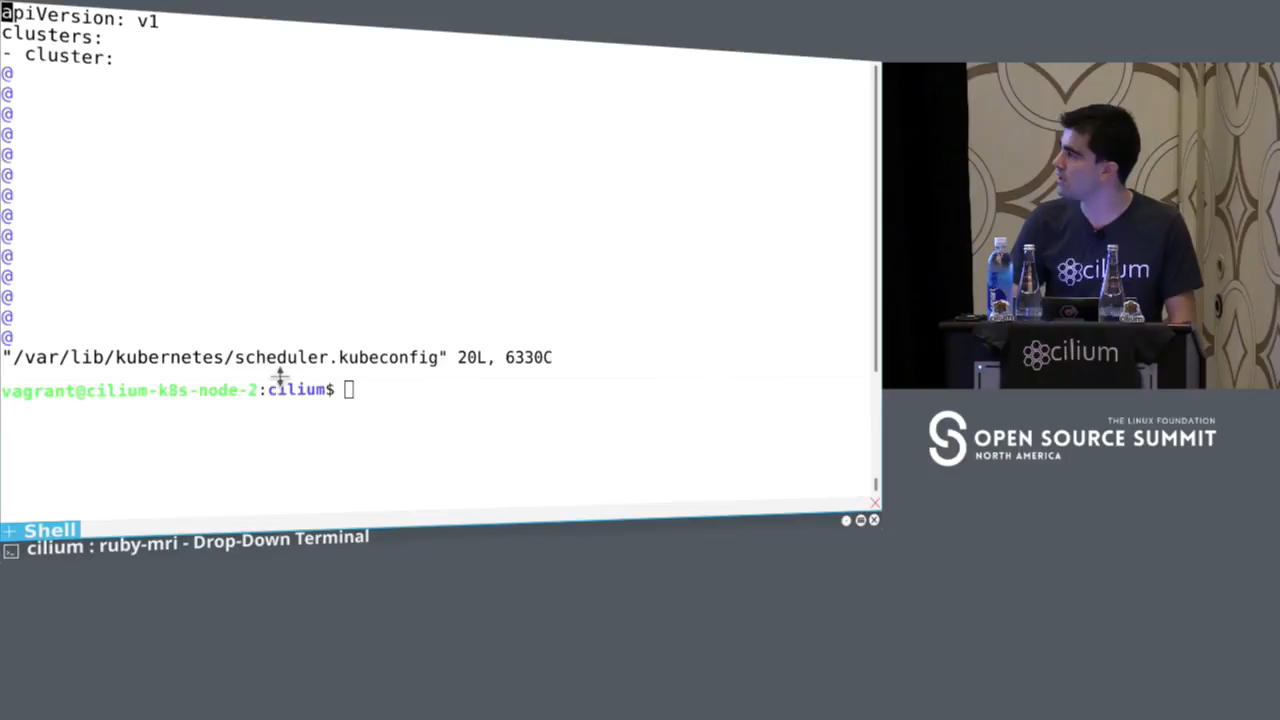 apiVersion: v1
clusters:
- cluster:
@
@
@
@
@
@
@
@
@
@
@
@
@
@
"/var/lib/kubernetes/scheduler.kubeconfig" 20L, 6330C
vagrant@cilium-k8s-node-2:cilium$
+ Shell
cilium : ruby-mri - Drop-Down Terminal
cilium
cilium
THE LINUX FOUNDATION
OPEN SOURCE SUMMIT
NORTH AMERICA